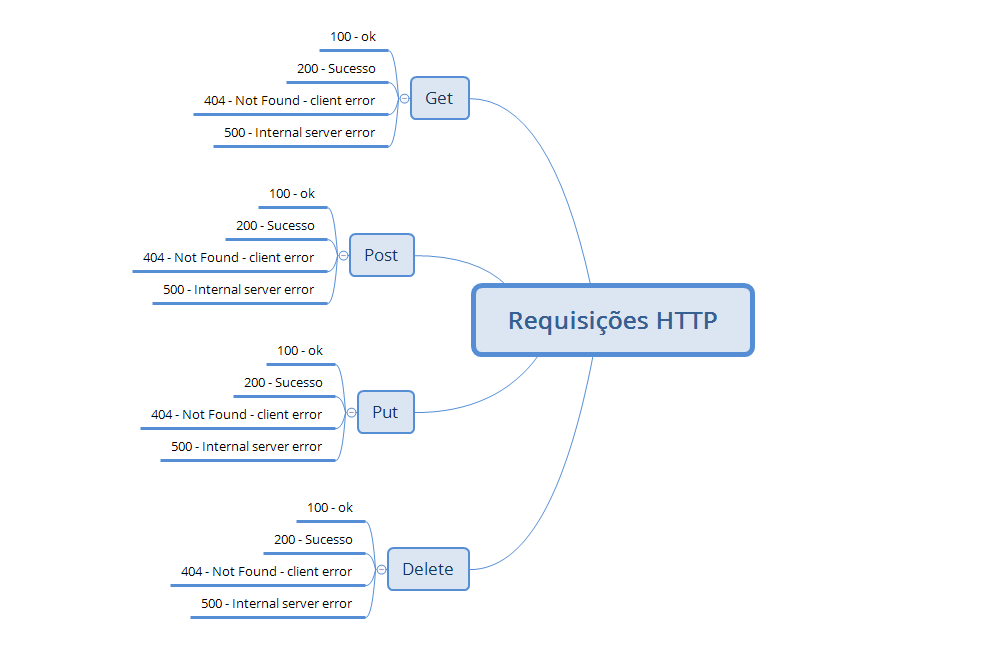 100 - ok
200 - Sucesso
404 - Not Found - client error
500 - Internal server error
Get
100 - ok
200 - Sucesso
404 - Not Found - client error
500 - Internal server error
Post
Requisições HTTP
100 - ok
200 - Sucesso
404 - Not Found - client error
500 - Internal server error
Put
100 - ok
200 - Sucesso
404 - Not Found - client error
500 - Internal server error
Delete